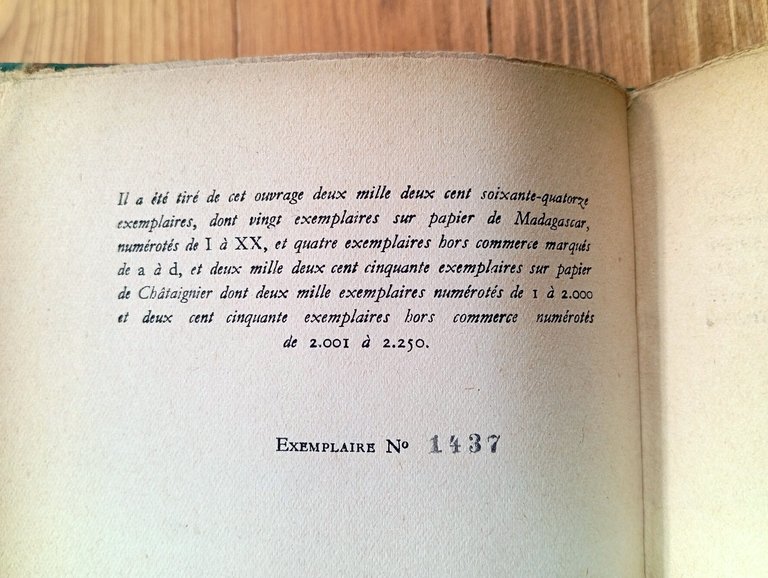 Il a été tiré de cet ouvrage deux mille deux cent soixante-quatorze
exemplaires, dont vingt exemplaires sur papier de Madagascar,
numérotés de I à XX, et quatre exemplaires hors commerce marqués
de a à d, et deux mille deux cent cinquante exemplaires sur papier
de Châtaignier dont deux mille exemplaires numérotés de 1 à 2.000
et deux cent cinquante exemplaires hors commerce numérotés
de 2.001 à 2.250.
EXEMPLAIRE Nº 1437